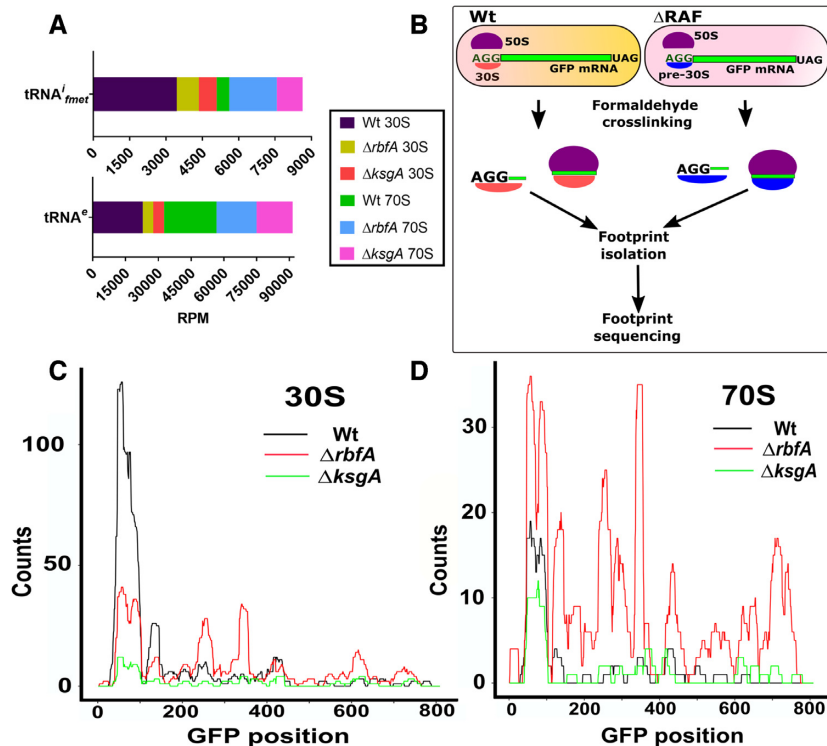 A
tRNAⁱfmet
0
1500
3000
4500
6000
7500
9000
tRNAᵉ
0
15000
30000
45000
60000
75000
90000
RPM
Wt 30S
ΔrbfA 30S
ΔksgA 30S
Wt 70S
ΔrbfA 70S
ΔksgA 70S
B
Wt
50S
AGG
UAG
30S
GFP mRNA
ΔRAF
50S
AGG
UAG
pre-30S
GFP mRNA
Formaldehyde
crosslinking
AGG
AGG
Footprint
isolation
Footprint
sequencing
C
30S
Wt
ΔrbfA
ΔksgA
Counts
100
50
0
0
200
400
600
800
GFP position
D
70S
Wt
ΔrbfA
ΔksgA
Counts
30
20
10
0
0
200
400
600
800
GFP position